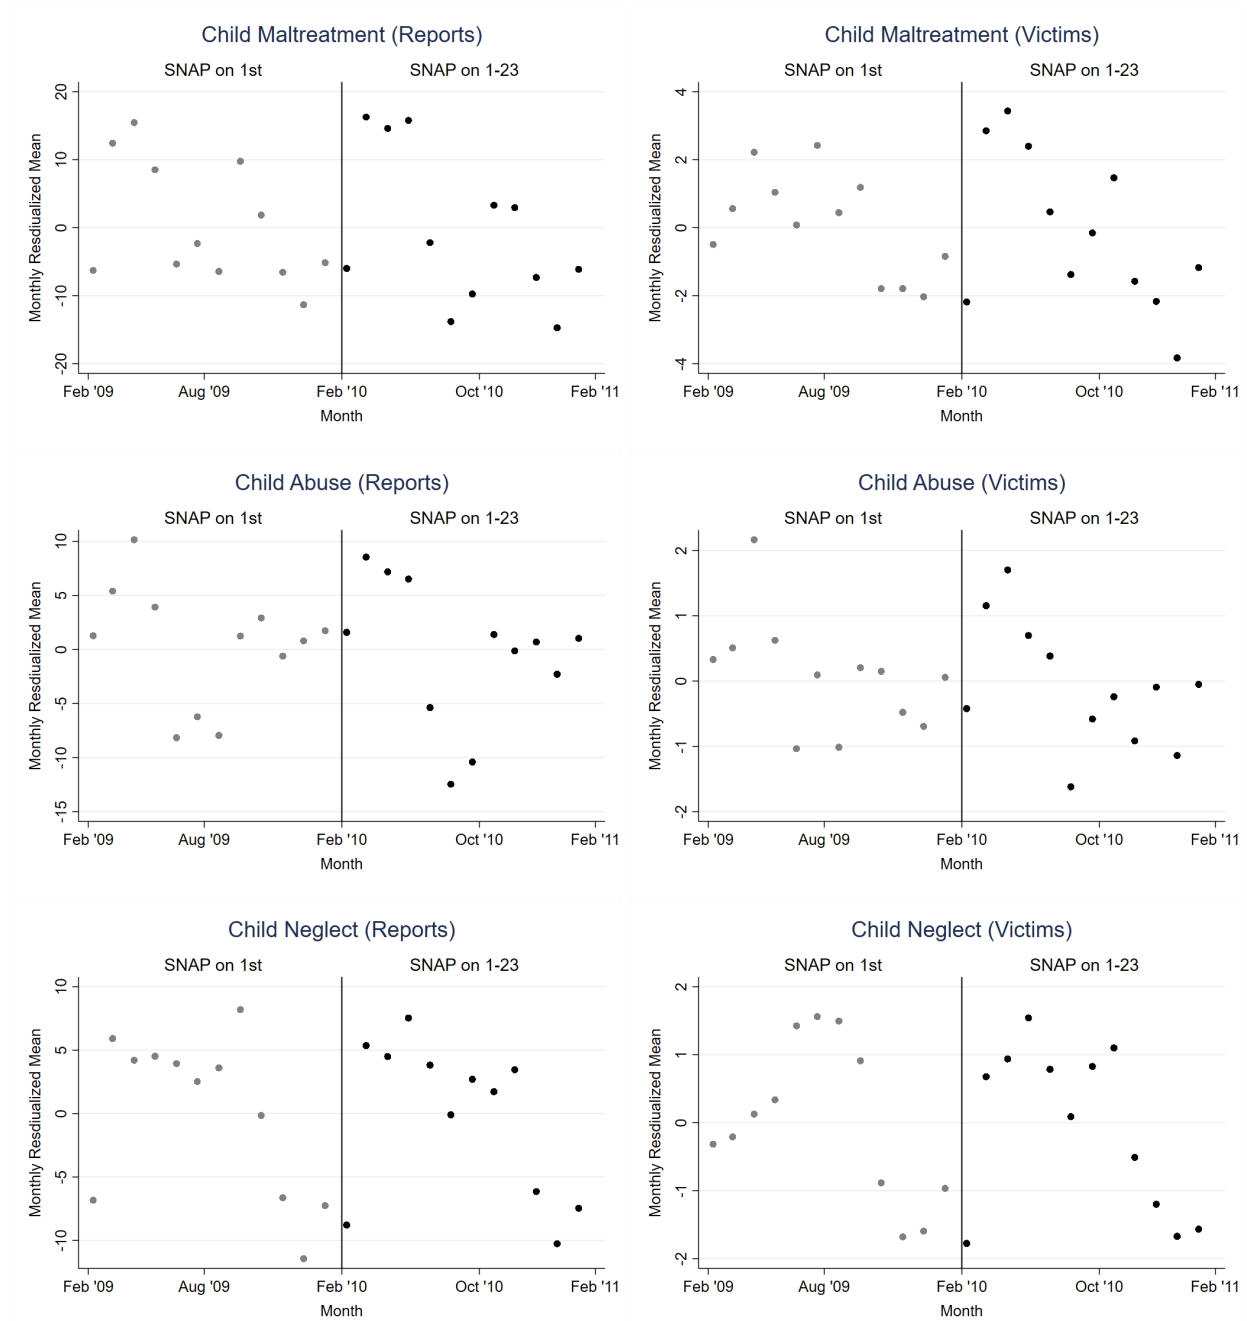 Child Maltreatment (Reports)
SNAP on 1st SNAP on 1-23
Monthly Resdiualized Mean
20
10
0
-10
-20
Feb '09 Aug '09 Feb '10 Oct '10 Feb '11
Month
Child Maltreatment (Victims)
SNAP on 1st SNAP on 1-23
Monthly Resdiualized Mean
4
2
0
-2
-4
Feb '09 Aug '09 Feb '10 Oct '10 Feb '11
Month
Child Abuse (Reports)
SNAP on 1st SNAP on 1-23
Monthly Resdiualized Mean
10
5
0
-5
-10
-15
Feb '09 Aug '09 Feb '10 Oct '10 Feb '11
Month
Child Abuse (Victims)
SNAP on 1st SNAP on 1-23
Monthly Resdiualized Mean
2
1
0
-1
-2
Feb '09 Aug '09 Feb '10 Oct '10 Feb '11
Month
Child Neglect (Reports)
SNAP on 1st SNAP on 1-23
Monthly Resdiualized Mean
10
5
0
-5
-10
Feb '09 Aug '09 Feb '10 Oct '10 Feb '11
Month
Child Neglect (Victims)
SNAP on 1st SNAP on 1-23
Monthly Resdiualized Mean
2
1
0
-1
-2
Feb '09 Aug '09 Feb '10 Oct '10 Feb '11
Month